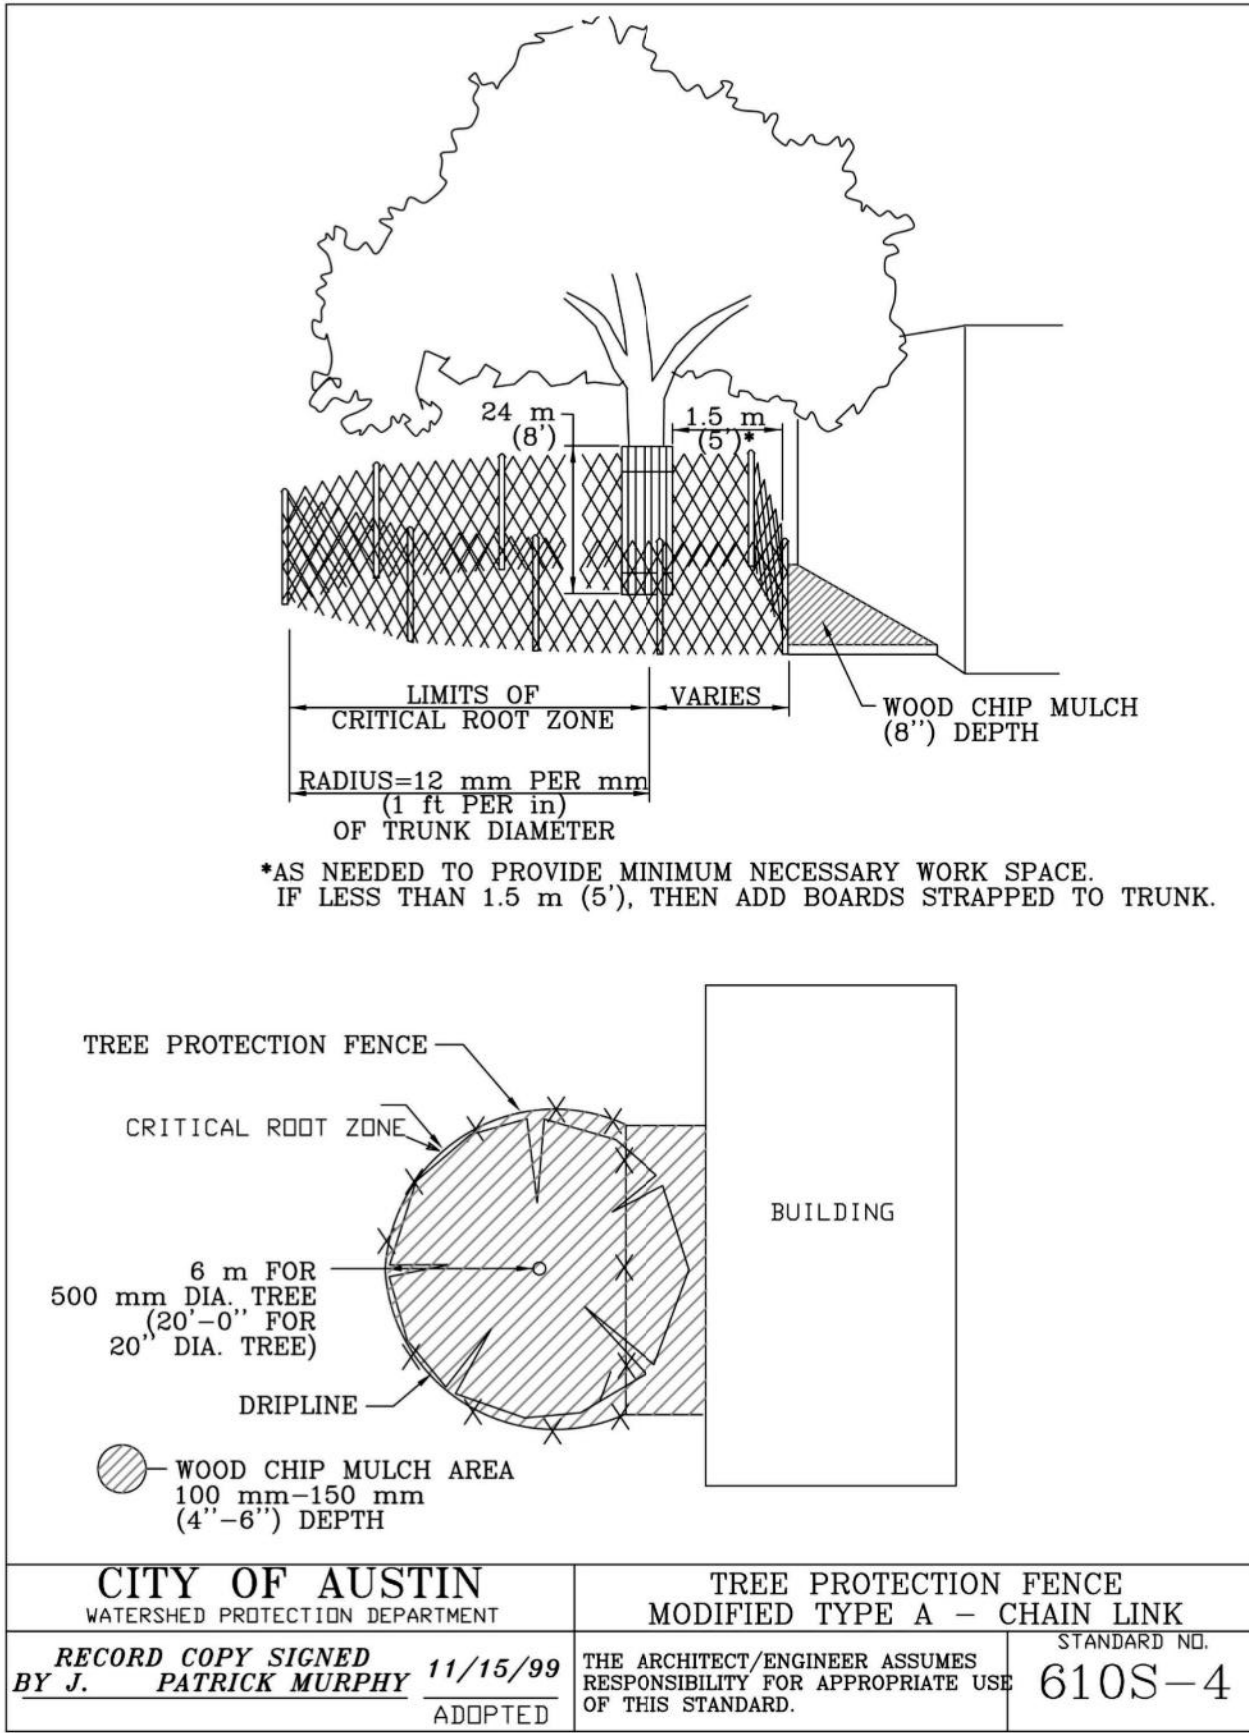 24 m
(8')
1.5 m
(5')*
LIMITS OF
CRITICAL ROOT ZONE
VARIES
WOOD CHIP MULCH
(8'') DEPTH
RADIUS=12 mm PER mm
(1 ft PER in)
OF TRUNK DIAMETER
*AS NEEDED TO PROVIDE MINIMUM NECESSARY WORK SPACE.
IF LESS THAN 1.5 m (5'), THEN ADD BOARDS STRAPPED TO TRUNK.
TREE PROTECTION FENCE
CRITICAL ROOT ZONE
BUILDING
6 m FOR
500 mm DIA. TREE
(20'-0'' FOR
20'' DIA. TREE)
DRIPLINE
WOOD CHIP MULCH AREA
100 mm-150 mm
(4''-6'') DEPTH
CITY OF AUSTIN
WATERSHED PROTECTION DEPARTMENT
TREE PROTECTION FENCE
MODIFIED TYPE A - CHAIN LINK
RECORD COPY SIGNED
BY J. PATRICK MURPHY
11/15/99
ADOPTED
THE ARCHITECT/ENGINEER ASSUMES
RESPONSIBILITY FOR APPROPRIATE USE
OF THIS STANDARD.
STANDARD NO.
610S-4